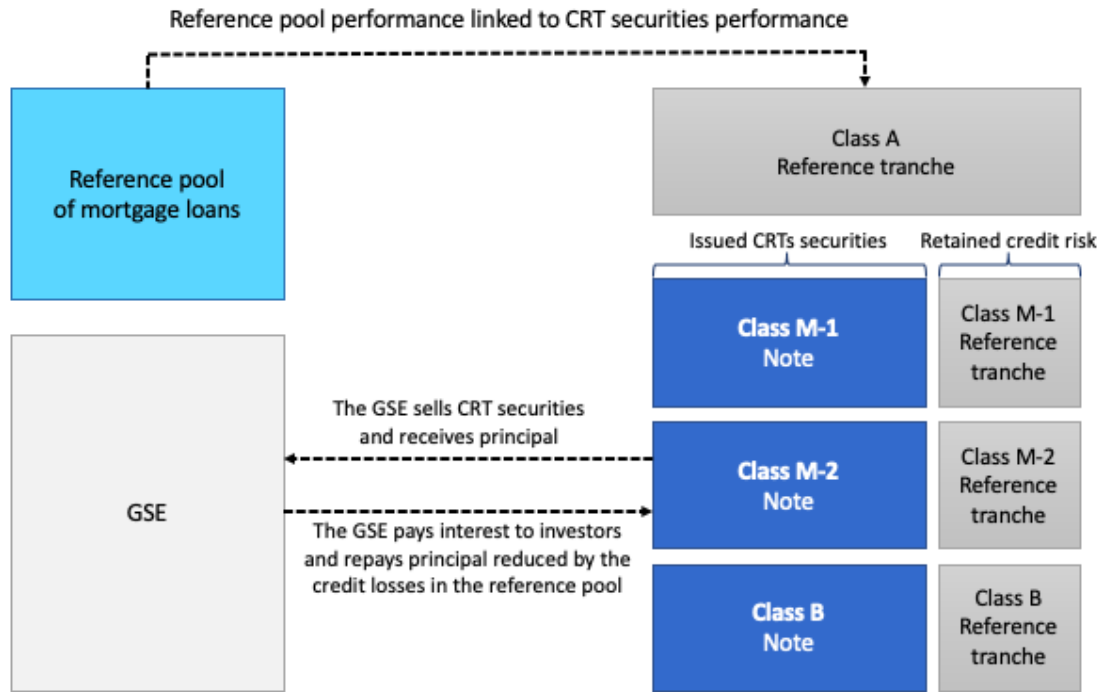 Reference pool performance linked to CRT securities performance
Reference pool
of mortgage loans
Class A
Reference tranche
Issued CRTs securities
Retained credit risk
Class M-1
Note
Class M-1
Reference
tranche
The GSE sells CRT securities
and receives principal
Class M-2
Note
Class M-2
Reference
tranche
GSE
The GSE pays interest to investors
and repays principal reduced by the
credit losses in the reference pool
Class B
Note
Class B
Reference
tranche